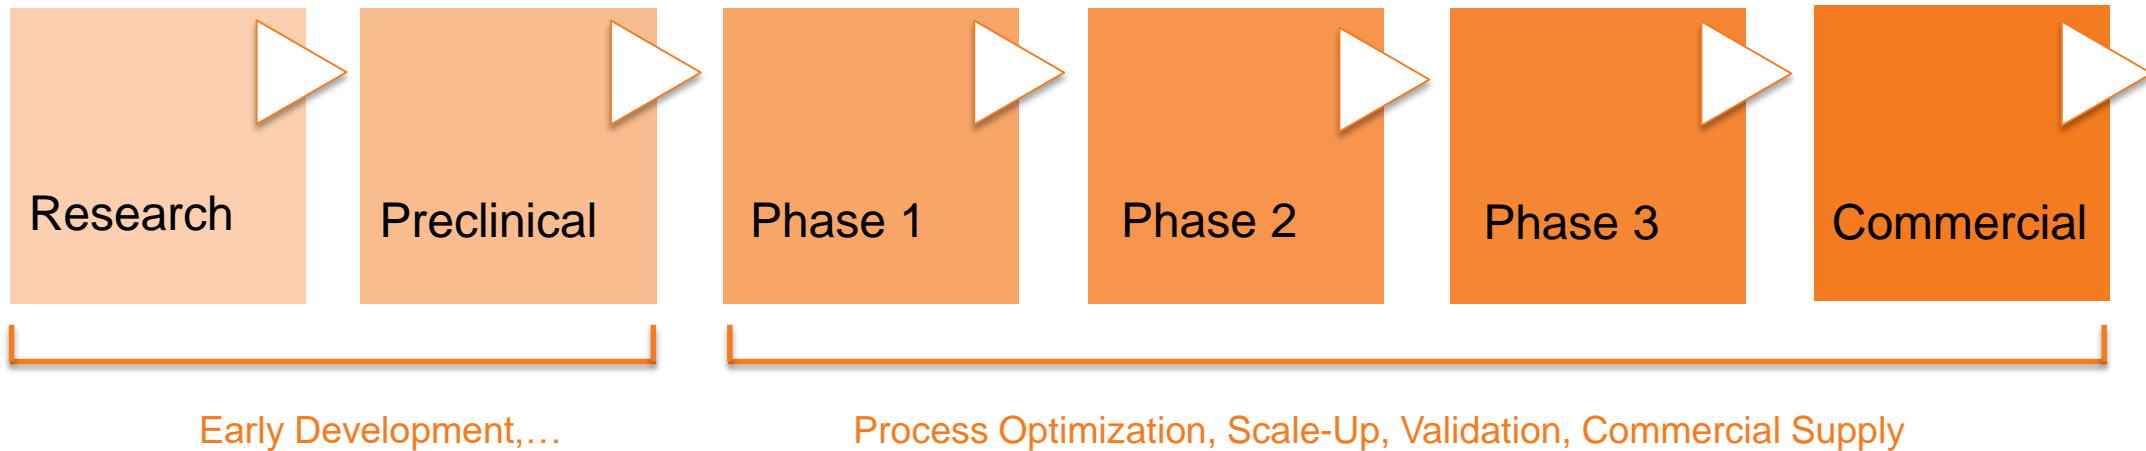 Research
Preclinical
Phase 1
Phase 2
Phase 3
Commercial
Early Development,…
Process Optimization, Scale-Up, Validation, Commercial Supply